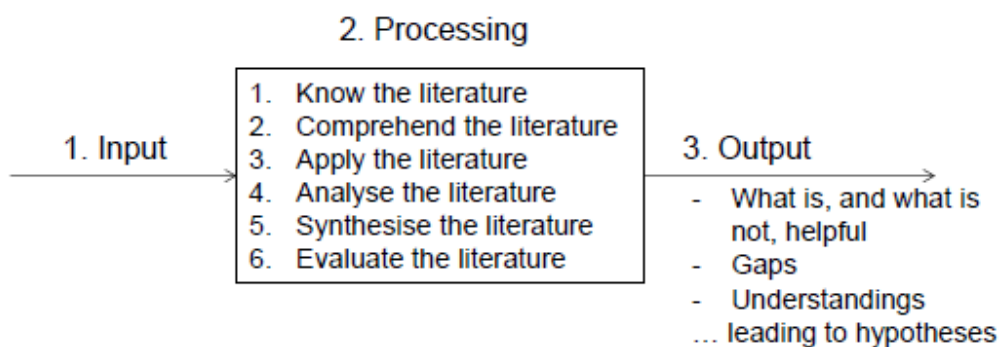 2. Processing
1. Input
1. Know the literature
2. Comprehend the literature
3. Apply the literature
4. Analyse the literature
5. Synthesise the literature
6. Evaluate the literature
3. Output
- What is, and what is
not, helpful
- Gaps
- Understandings
... leading to hypotheses